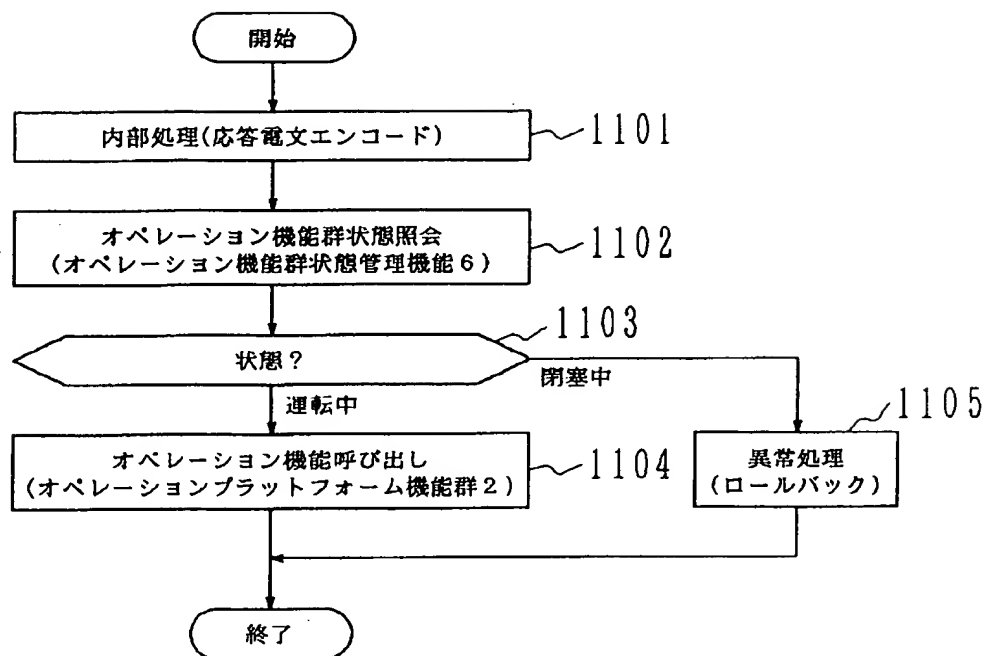 開始
内部処理(応答電文エンコード)
1101
オペレーション機能群状態照会
(オペレーション機能群状態管理機能6)
1102
状態?
1103
閉塞中
運転中
オペレーション機能呼び出し
(オペレーションプラットフォーム機能群2)
1104
異常処理
(ロールバック)
1105
終了